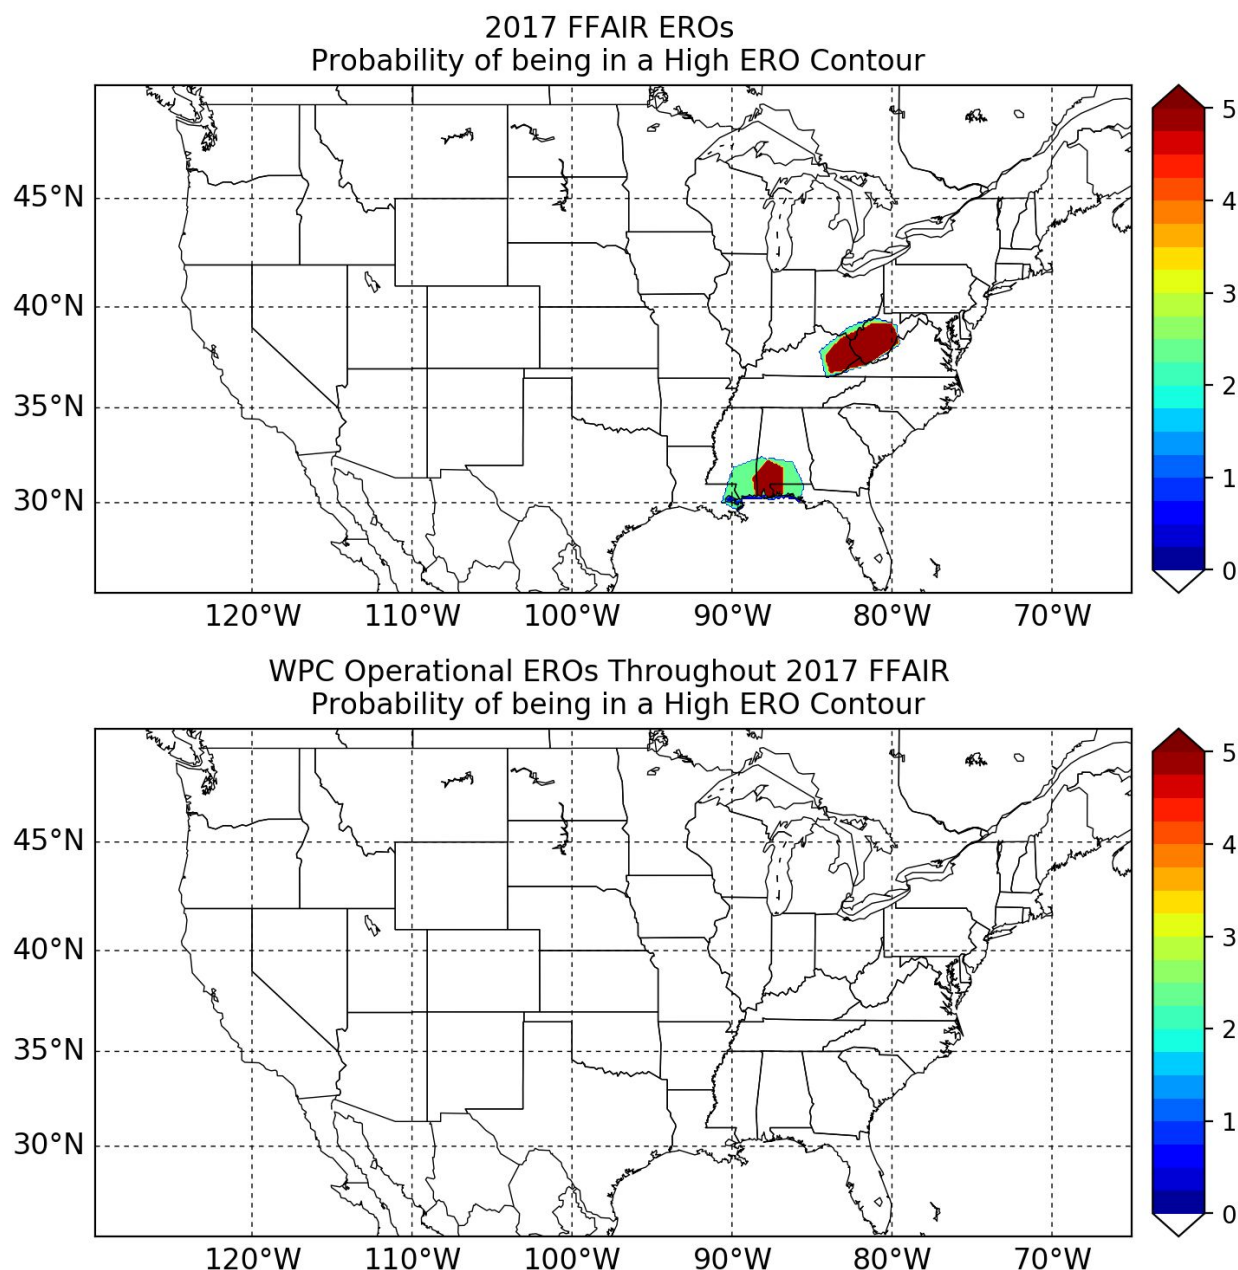 2017 FFAIR EROs
Probability of being in a High ERO Contour
45°N
40°N
35°N
30°N
120°W 110°W 100°W 90°W 80°W 70°W
5
4
3
2
1
0
WPC Operational EROs Throughout 2017 FFAIR
Probability of being in a High ERO Contour
45°N
40°N
35°N
30°N
120°W 110°W 100°W 90°W 80°W 70°W
5
4
3
2
1
0